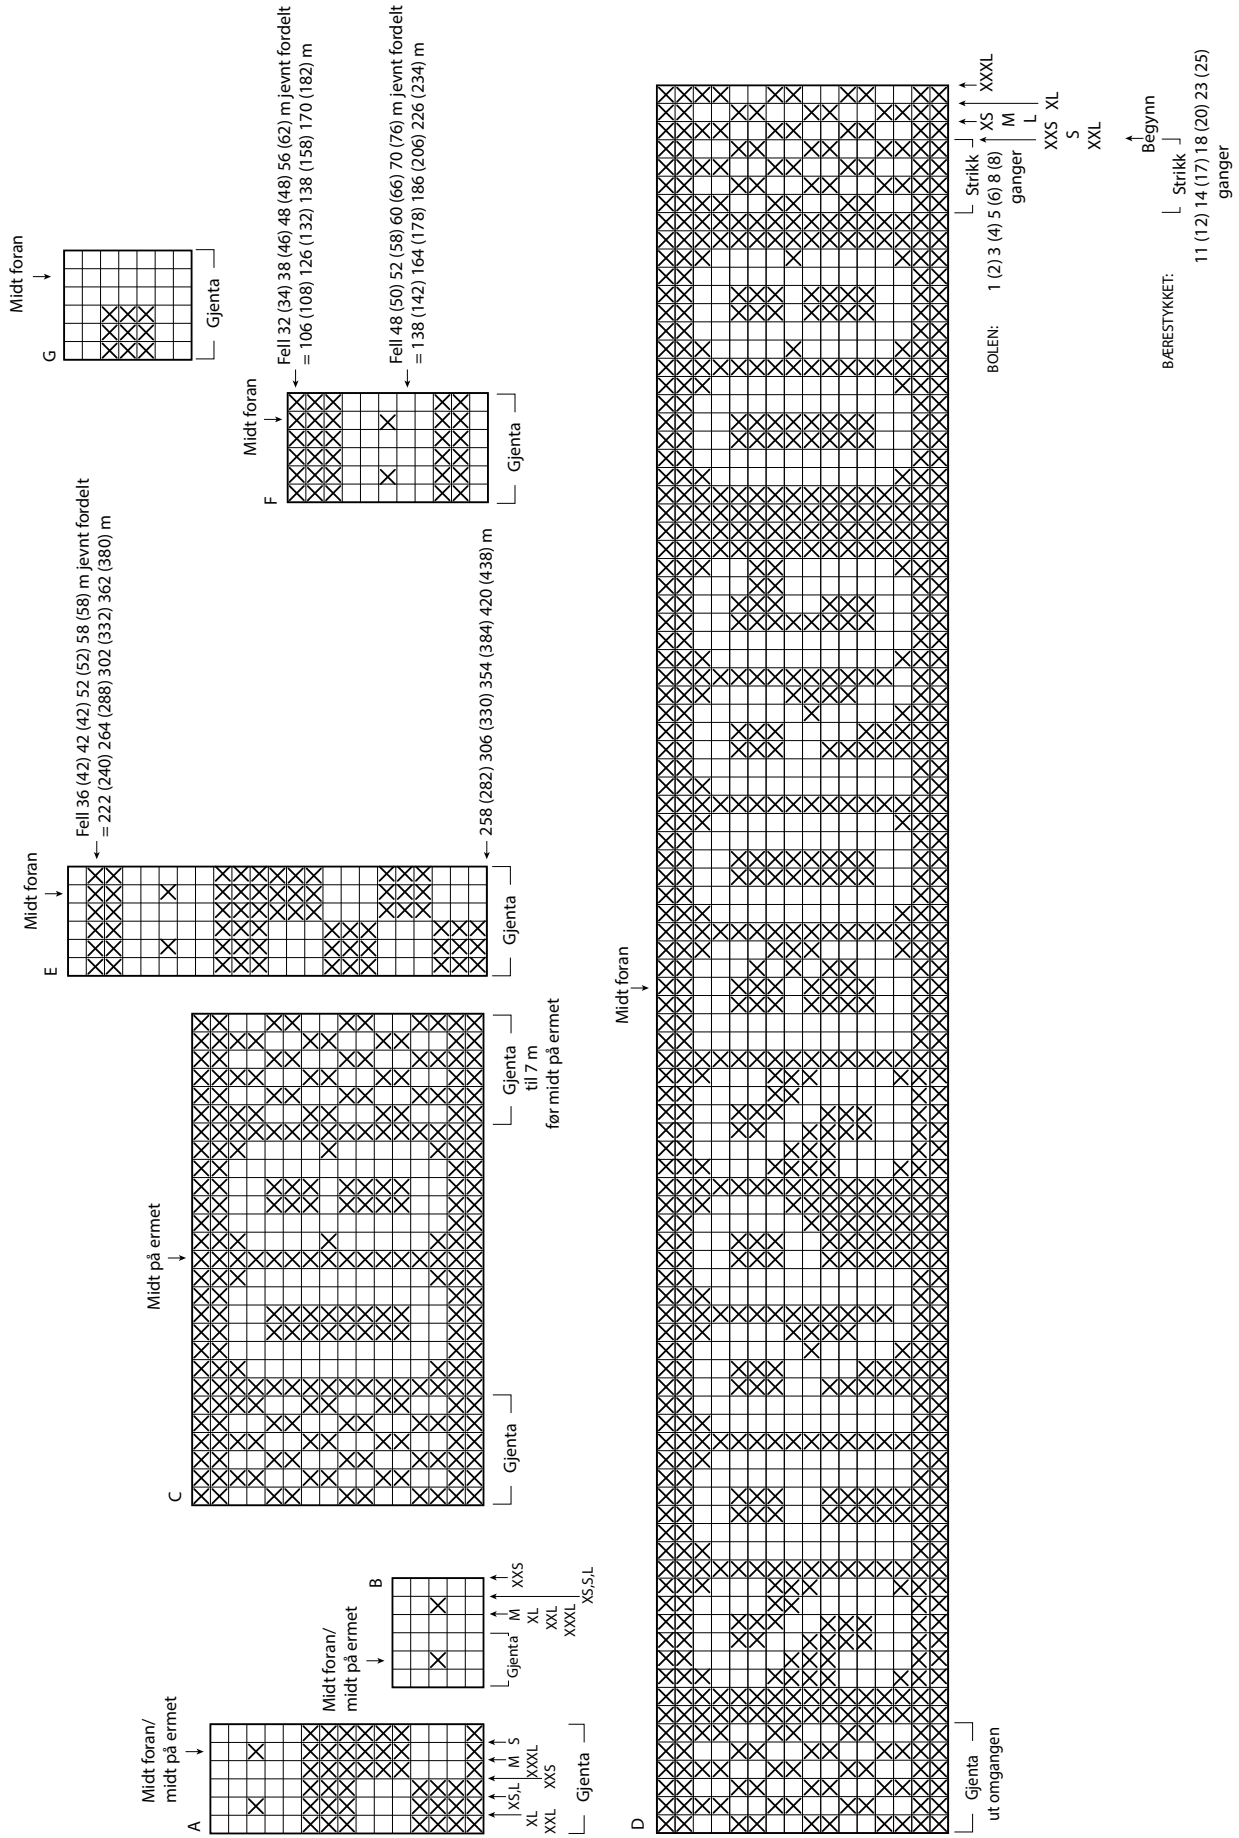 A
Midt foran/
midt på ermet
XL
XXL
XS,L
XXS
M
XXXL
S
Gjenta
B
Midt foran/
midt på ermet
Gjenta
M
XL
XXL
XXXL
XS,S,L
XXS
C
Midt på ermet
Gjenta
Gjenta
til 7 m
før midt på ermet
E
Midt foran
Fell 36 (42) 42 (42) 52 (52) 58 (58) m jevnt fordelt
= 222 (240) 264 (288) 302 (332) 362 (380) m
258 (282) 306 (330) 354 (384) 420 (438) m
Gjenta
F
Midt foran
Fell 32 (34) 38 (46) 48 (48) 56 (62) m jevnt fordelt
= 106 (108) 126 (132) 138 (158) 170 (182) m
Fell 48 (50) 52 (58) 60 (66) 70 (76) m jevnt fordelt
= 138 (142) 164 (178) 186 (206) 226 (234) m
Gjenta
G
Midt foran
Gjenta
D
Midt foran
Gjenta
ut omgangen
BOLEN:
Strikk
1 (2) 3 (4) 5 (6) 8 (8)
ganger
XXS
S
XXL
XS
M
L
XL
XXXL
BÆRESTYKKET:
Begynn
Strikk
11 (12) 14 (17) 18 (20) 23 (25)
ganger